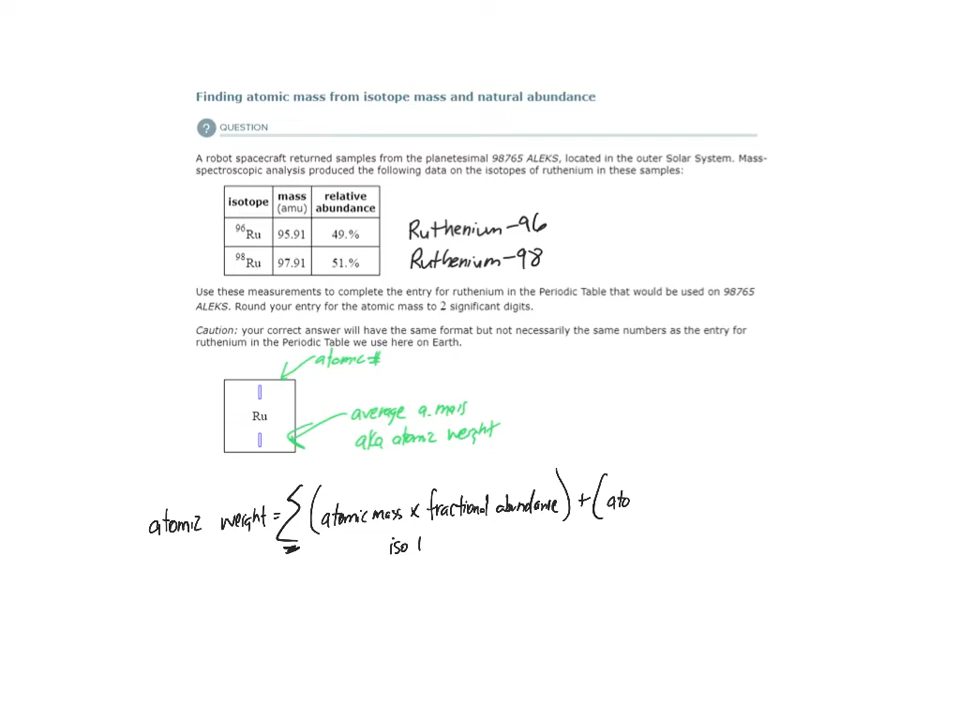 Finding atomic mass from isotope mass and natural abundance
? QUESTION
A robot spacecraft returned samples from the planetesimal 98765 ALEKS, located in the outer Solar System. Mass-
spectroscopic analysis produced the following data on the isotopes of ruthenium in these samples:
isotope mass (amu) relative abundance
96Ru 95.91 49.% Ruthenium-96
98Ru 97.91 51.% Ruthenium-98
Use these measurements to complete the entry for ruthenium in the Periodic Table that would be used on 98765
ALEKS. Round your entry for the atomic mass to 2 significant digits.
Caution: your correct answer will have the same format but not necessarily the same numbers as the entry for
ruthenium in the Periodic Table we use here on Earth.
atomic #
Ru
average a. mass
aka atomic weight
atomic weight = Σ (atomic mass x fractional abundance) + (ato
iso 1